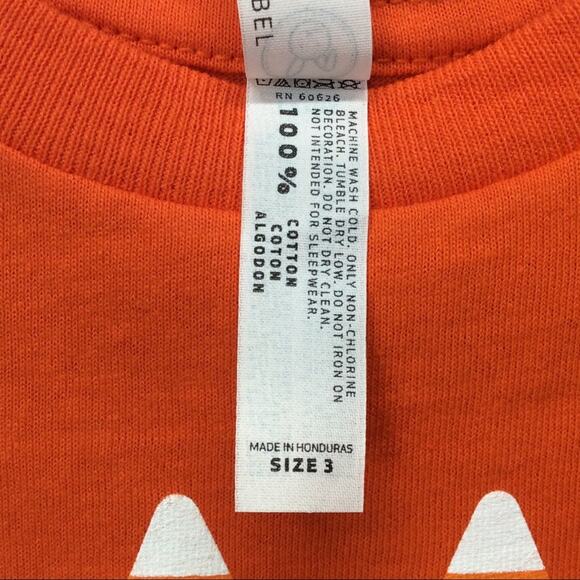 BEL
RN 60626
100%
COTTON
COTON
ALGODON
MACHINE WASH COLD. ONLY NON-CHLORINE
BLEACH. TUMBLE DRY LOW. DO NOT IRON ON
DECORATION. DO NOT DRY CLEAN.
NOT INTENDED FOR SLEEPWEAR.
MADE IN HONDURAS
SIZE 3